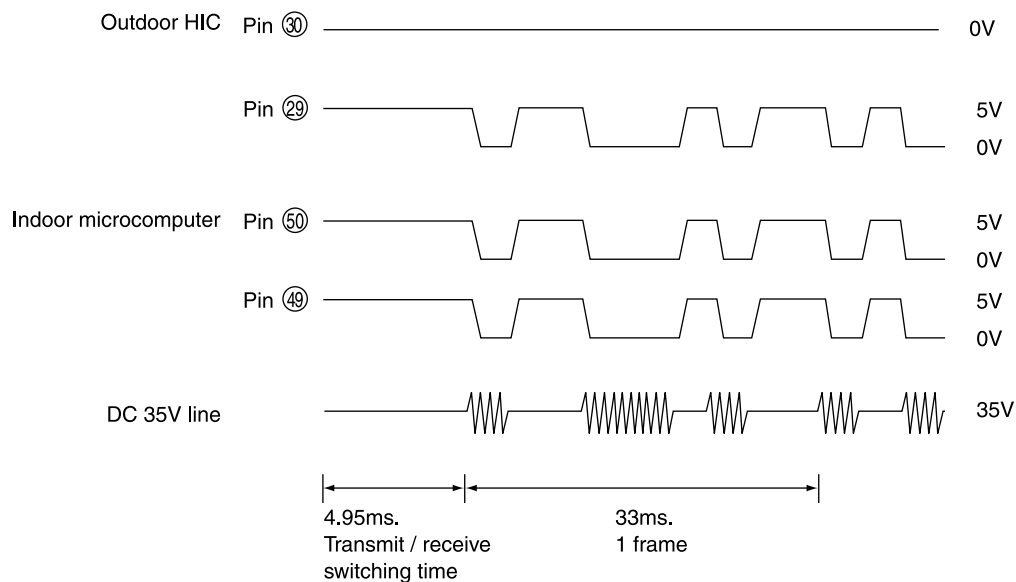 Outdoor HIC Pin ㉚ 0V
Pin ㉙ 5V
0V
Indoor microcomputer Pin ㊿ 5V
0V
Pin ㊾ 5V
0V
DC 35V line 35V
4.95ms. 33ms.
Transmit / receive 1 frame
switching time